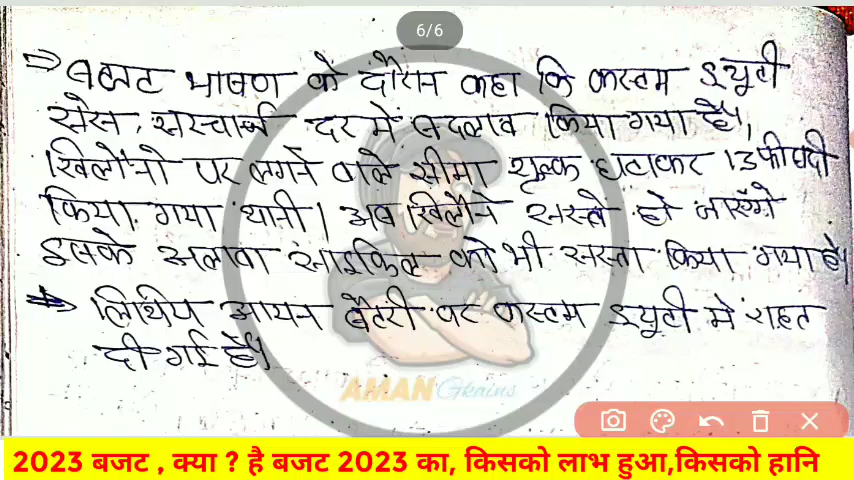 6/6
⇒ बजट भाषण के दौरान कहा कि कस्टम ड्यूटी
सेस, सरचार्ज दर में बदलाव किया गया है।,
खिलौनो पर लगने वाले सीमा शुल्क घटाकर 13 फीसदी
किया गया यानी। अब खिलौने सस्ते हो जाएँगे
इसके अलावा साइकिल को भी सस्ता किया गया है।
⇒ लिथियम आयन बैटरी पर कस्टम ड्यूटी में राहत
दी गई है।
AMAN Gkains
2023 बजट , क्या ? है बजट 2023 का, किसको लाभ हुआ,किसको हानि